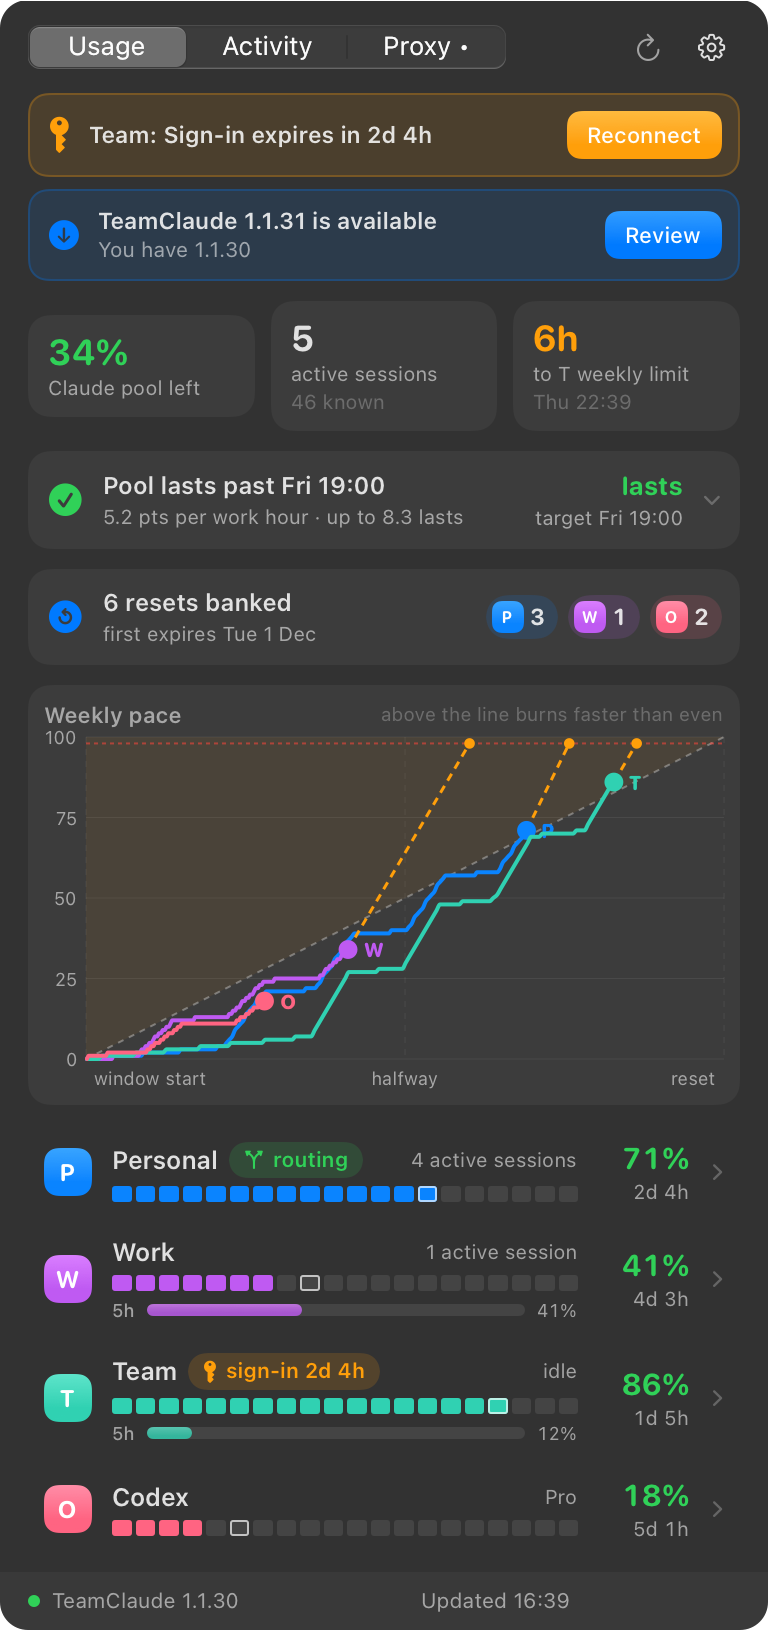 Usage Activity Proxy •
Team: Sign-in expires in 2d 4h Reconnect
TeamClaude 1.1.31 is available
You have 1.1.30
Review
34%
Claude pool left
5
active sessions
46 known
6h
to T weekly limit
Thu 22:39
Pool lasts past Fri 19:00
5.2 pts per work hour · up to 8.3 lasts
lasts
target Fri 19:00
6 resets banked
first expires Tue 1 Dec
P 3 W 1 O 2
Weekly pace above the line burns faster than even
100
75
50
25
0
T
P
W
O
window start halfway reset
P Personal routing 4 active sessions 71%
2d 4h
W Work 1 active session 41%
5h 41% 4d 3h
T Team sign-in 2d 4h idle 86%
5h 12% 1d 5h
O Codex Pro 18%
5d 1h
TeamClaude 1.1.30 Updated 16:39